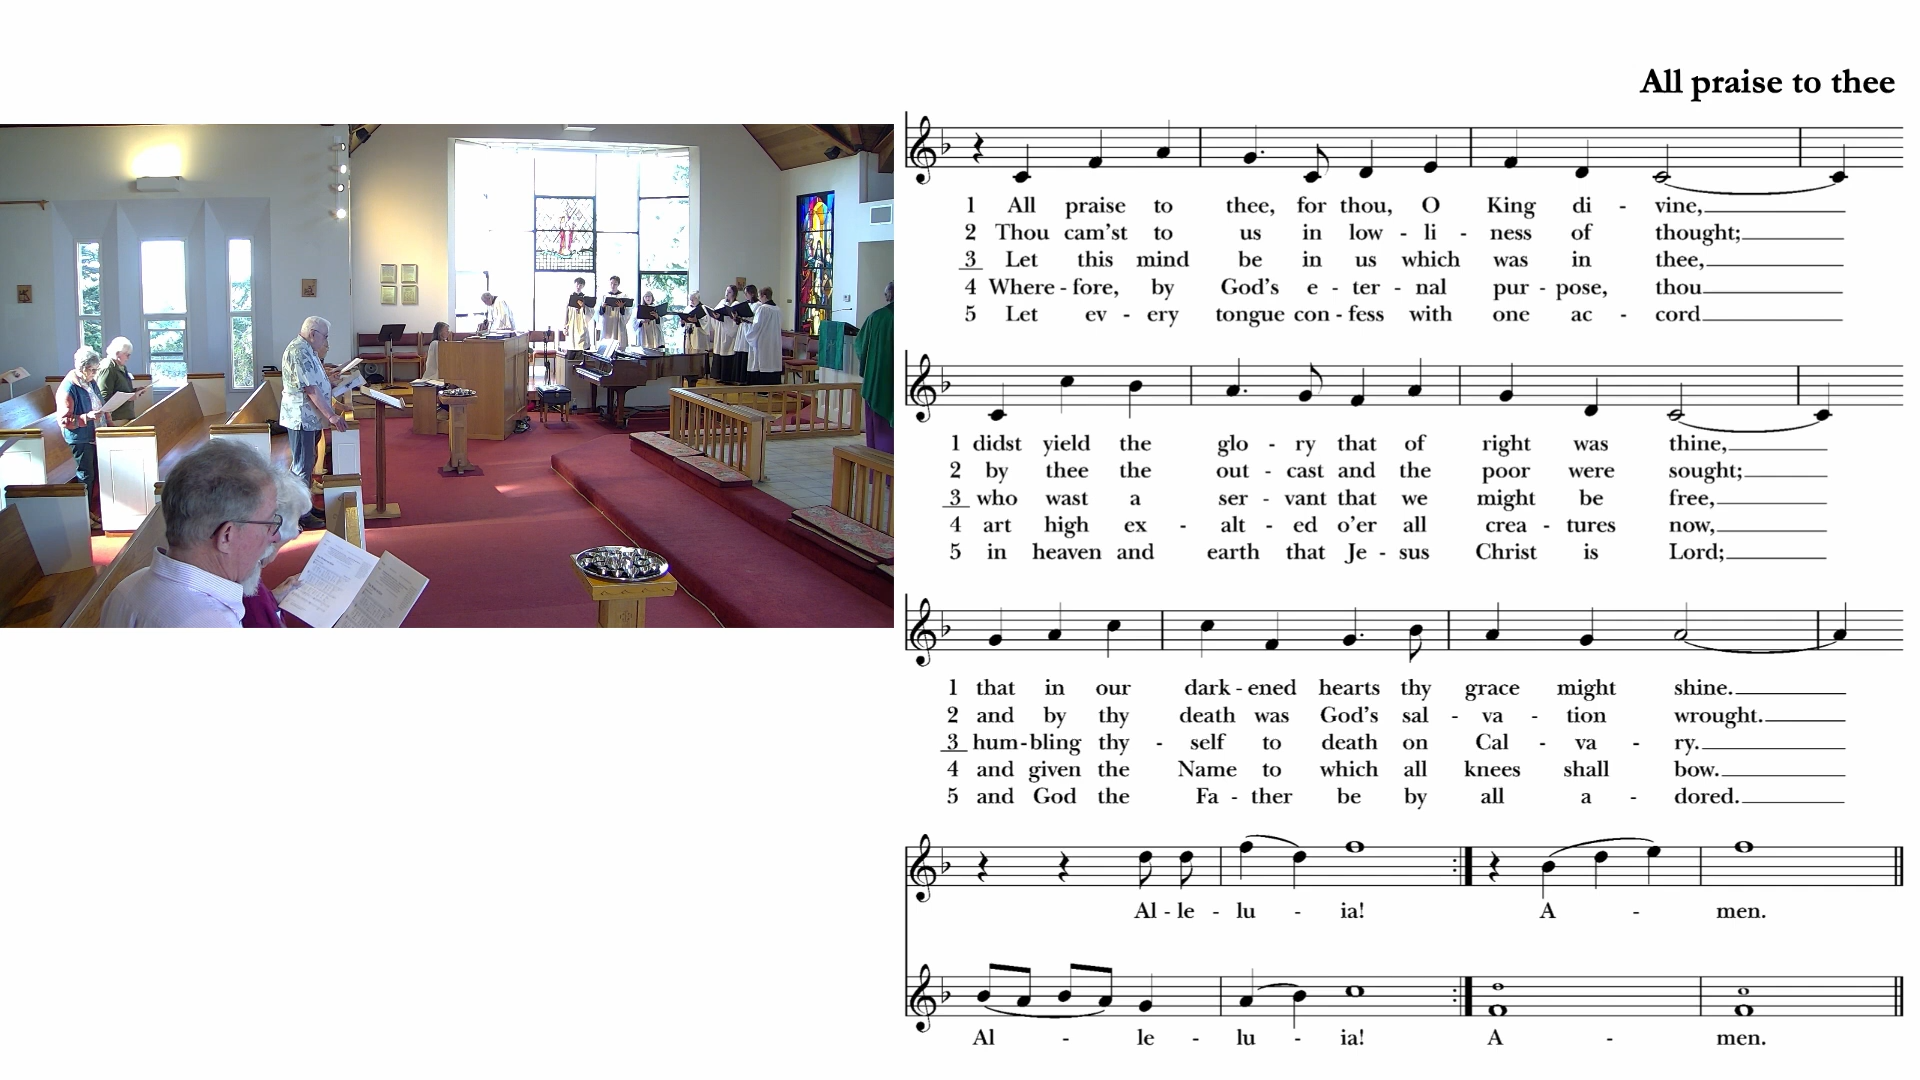 All praise to thee
1 All praise to thee, for thou, O King di - vine,
2 Thou cam’st to us in low - li - ness of thought;
3 Let this mind be in us which was in thee,
4 Where - fore, by God’s e - ter - nal pur - pose, thou
5 Let ev - ery tongue con - fess with one ac - cord
1 didst yield the glo - ry that of right was thine,
2 by thee the out - cast and the poor were sought;
3 who wast a ser - vant that we might be free,
4 art high ex - alt - ed o’er all crea - tures now,
5 in heaven and earth that Je - sus Christ is Lord;
1 that in our dark - ened hearts thy grace might shine.
2 and by thy death was God’s sal - va - tion wrought.
3 hum - bling thy - self to death on Cal - va - ry.
4 and given the Name to which all knees shall bow.
5 and God the Fa - ther be by all a - dored.
Al - le - lu - ia! A - men.
Al - le - lu - ia! A - men.